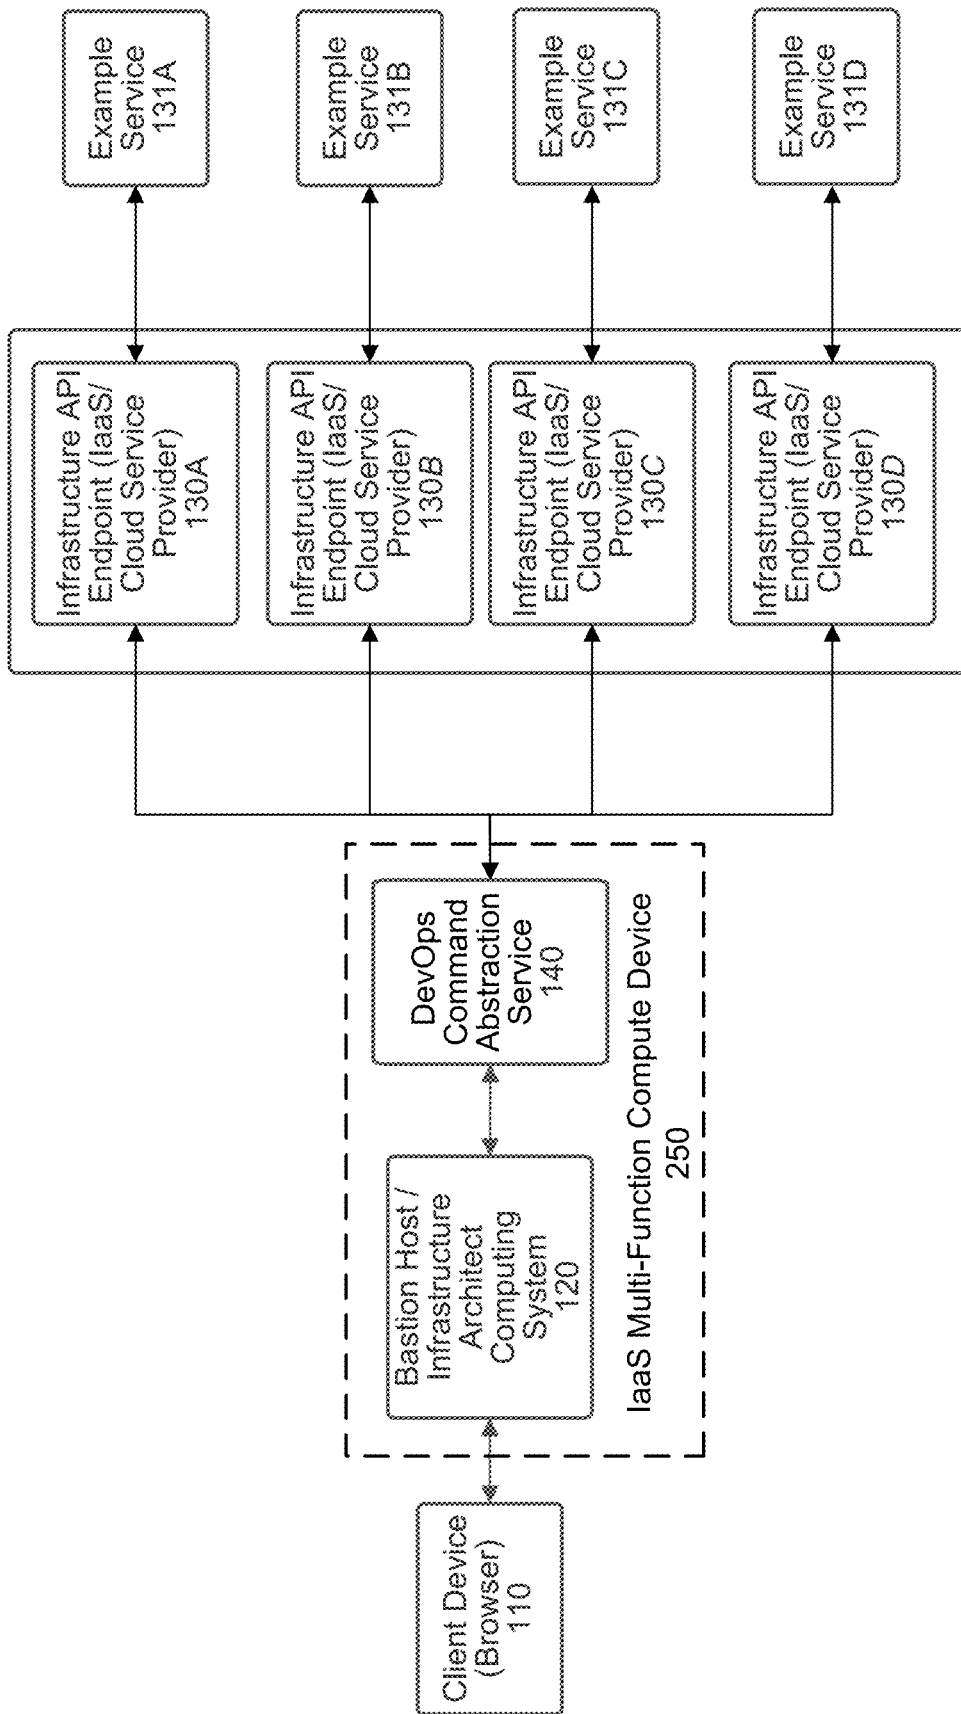 Client Device
(Browser)
110
Bastion Host /
Infrastructure
Architect
Computing
System
120
DevOps
Command
Abstraction
Service
140
IaaS Multi-Function Compute Device
250
Infrastructure API
Endpoint (IaaS/
Cloud Service
Provider)
130A
Infrastructure API
Endpoint (IaaS/
Cloud Service
Provider)
130B
Infrastructure API
Endpoint (IaaS/
Cloud Service
Provider)
130C
Infrastructure API
Endpoint (IaaS/
Cloud Service
Provider)
130D
Example
Service
131A
Example
Service
131B
Example
Service
131C
Example
Service
131D